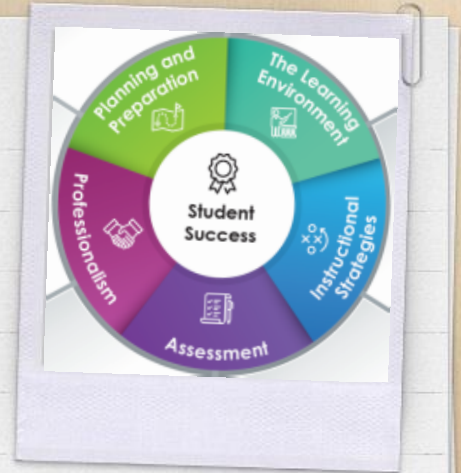 Planning and
Preparation
The Learning
Environment
Instructional
Strategies
Assessment
Professionalism
Student
Success